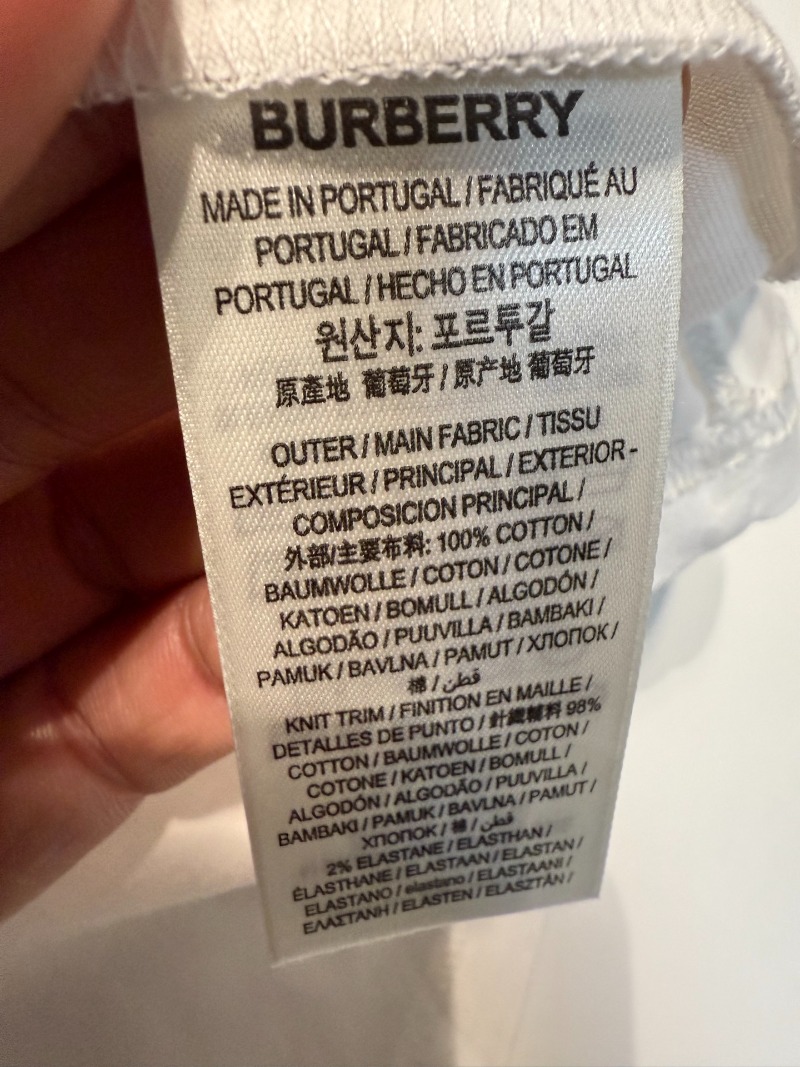 BURBERRY
MADE IN PORTUGAL / FABRIQUÉ AU
PORTUGAL / FABRICADO EM
PORTUGAL / HECHO EN PORTUGAL
원산지: 포르투갈
原產地 葡萄牙 / 原产地 葡萄牙
OUTER / MAIN FABRIC / TISSU
EXTÉRIEUR / PRINCIPAL / EXTERIOR -
COMPOSICION PRINCIPAL /
外部/主要布料: 100% COTTON /
BAUMWOLLE / COTON / COTONE /
KATOEN / BOMULL / ALGODÓN /
ALGODÃO / PUUVILLA / BAMBAKI /
PAMUK / BAVLNA / PAMUT / ХЛОПОК /
棉 / قطن
KNIT TRIM / FINITION EN MAILLE /
DETALLES DE PUNTO / 針織輔料 98%
COTTON / BAUMWOLLE / COTON /
COTONE / KATOEN / BOMULL /
ALGODÓN / ALGODÃO / PUUVILLA /
BAMBAKI / PAMUK / BAVLNA / PAMUT /
ХЛОПОК / 棉 / قطن
2% ELASTANE / ELASTHAN /
ÉLASTHANE / ELASTAAN / ELASTAN /
ELASTANO / elastano / ELASTAANI /
ΕΛΑΣΤΑΝΗ / ELASTEN / ELASZTÁN /